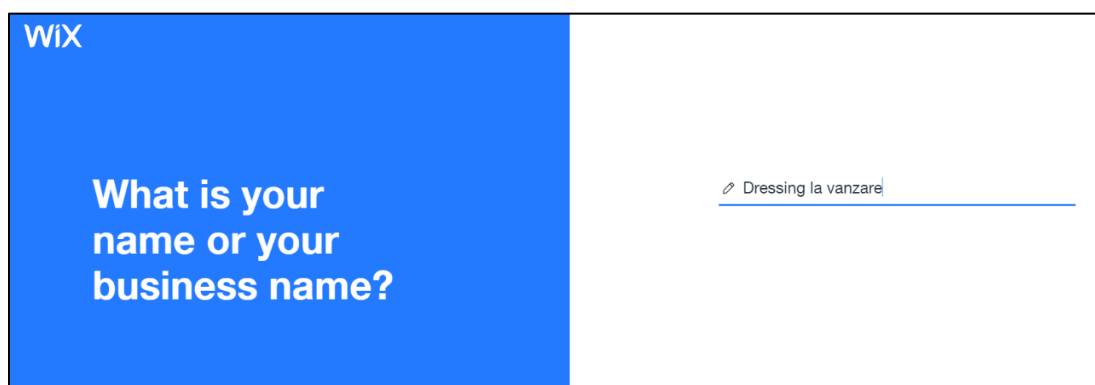 WiX
What is your
name or your
business name?
Dressing la vanzare